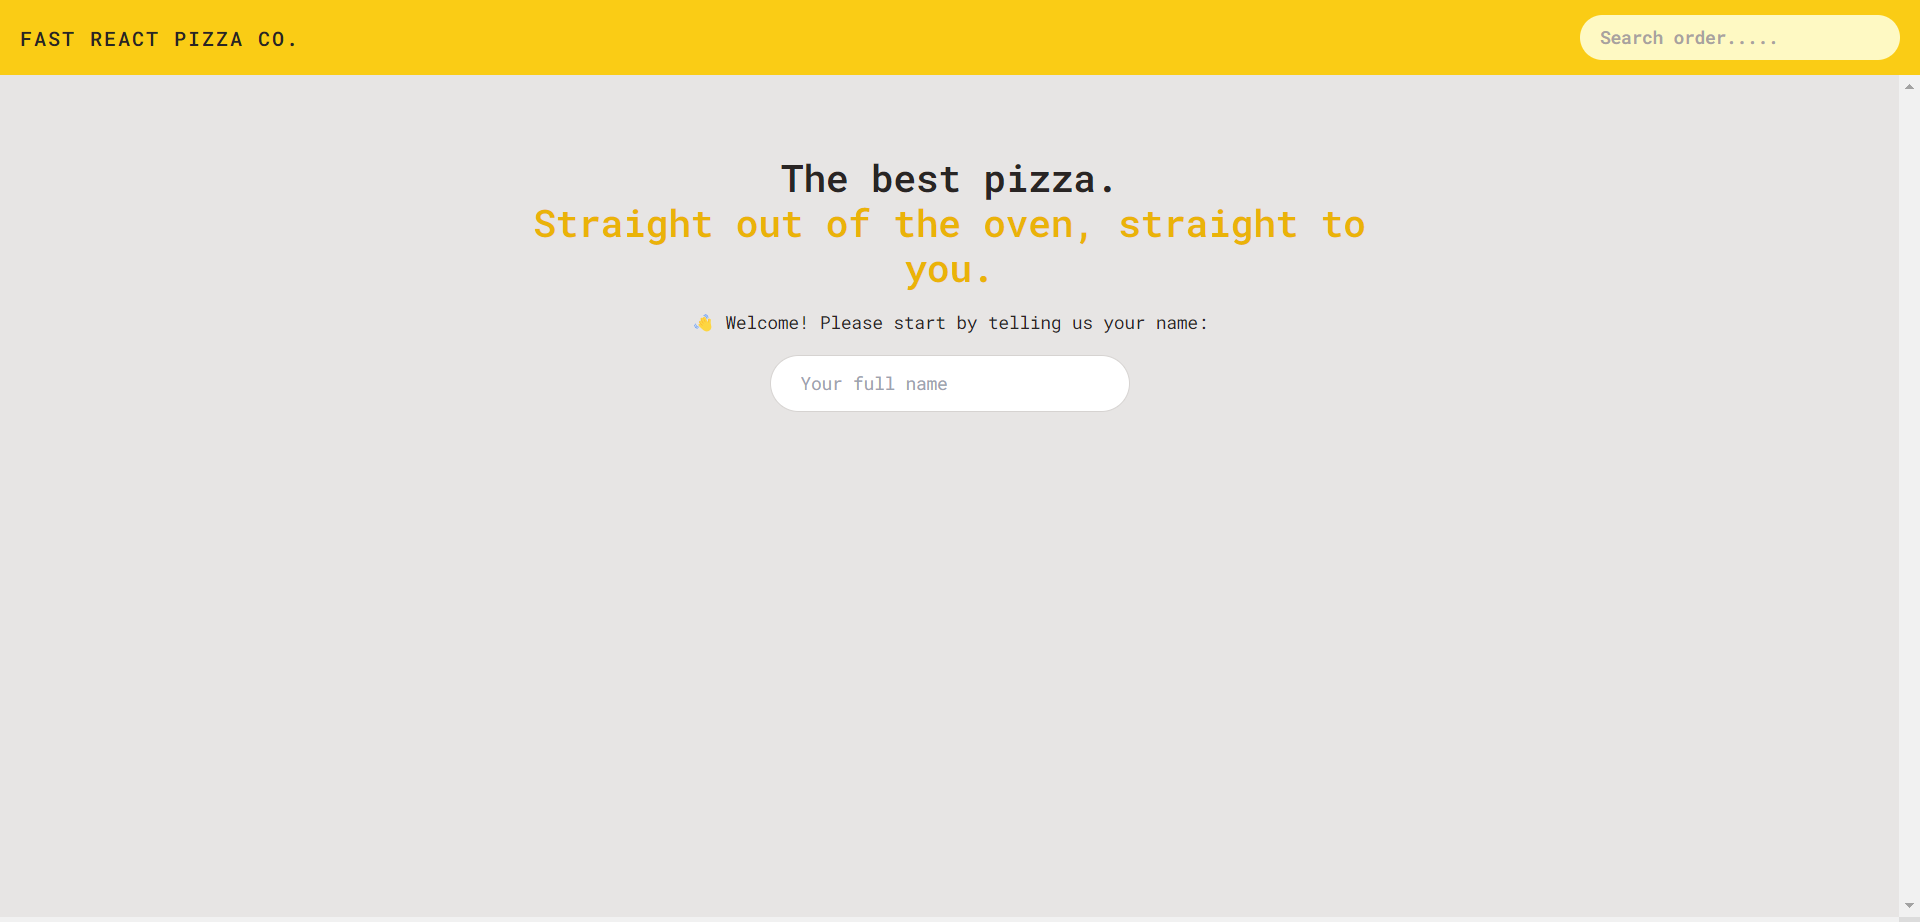 FAST REACT PIZZA CO.
Search order.....
The best pizza.
Straight out of the oven, straight to
you.
👋 Welcome! Please start by telling us your name:
Your full name